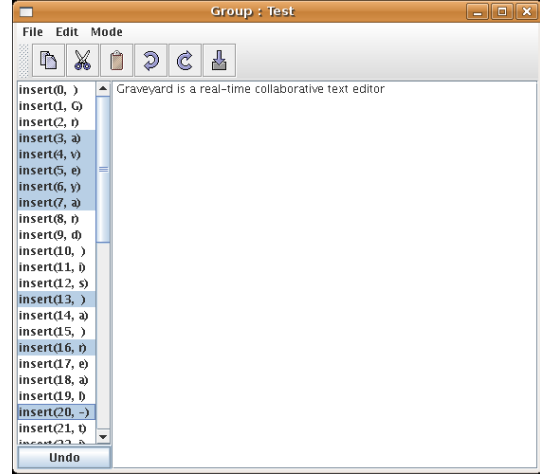 Group : Test
File Edit Mode
insert(0, )
Graveyard is a real-time collaborative text editor
insert(1, G)
insert(2, r)
insert(3, a)
insert(4, v)
insert(5, e)
insert(6, y)
insert(7, a)
insert(8, r)
insert(9, d)
insert(10, )
insert(11, i)
insert(12, s)
insert(13, )
insert(14, a)
insert(15, )
insert(16, r)
insert(17, e)
insert(18, a)
insert(19, l)
insert(20, -)
insert(21, t)
insert(22, i)
Undo